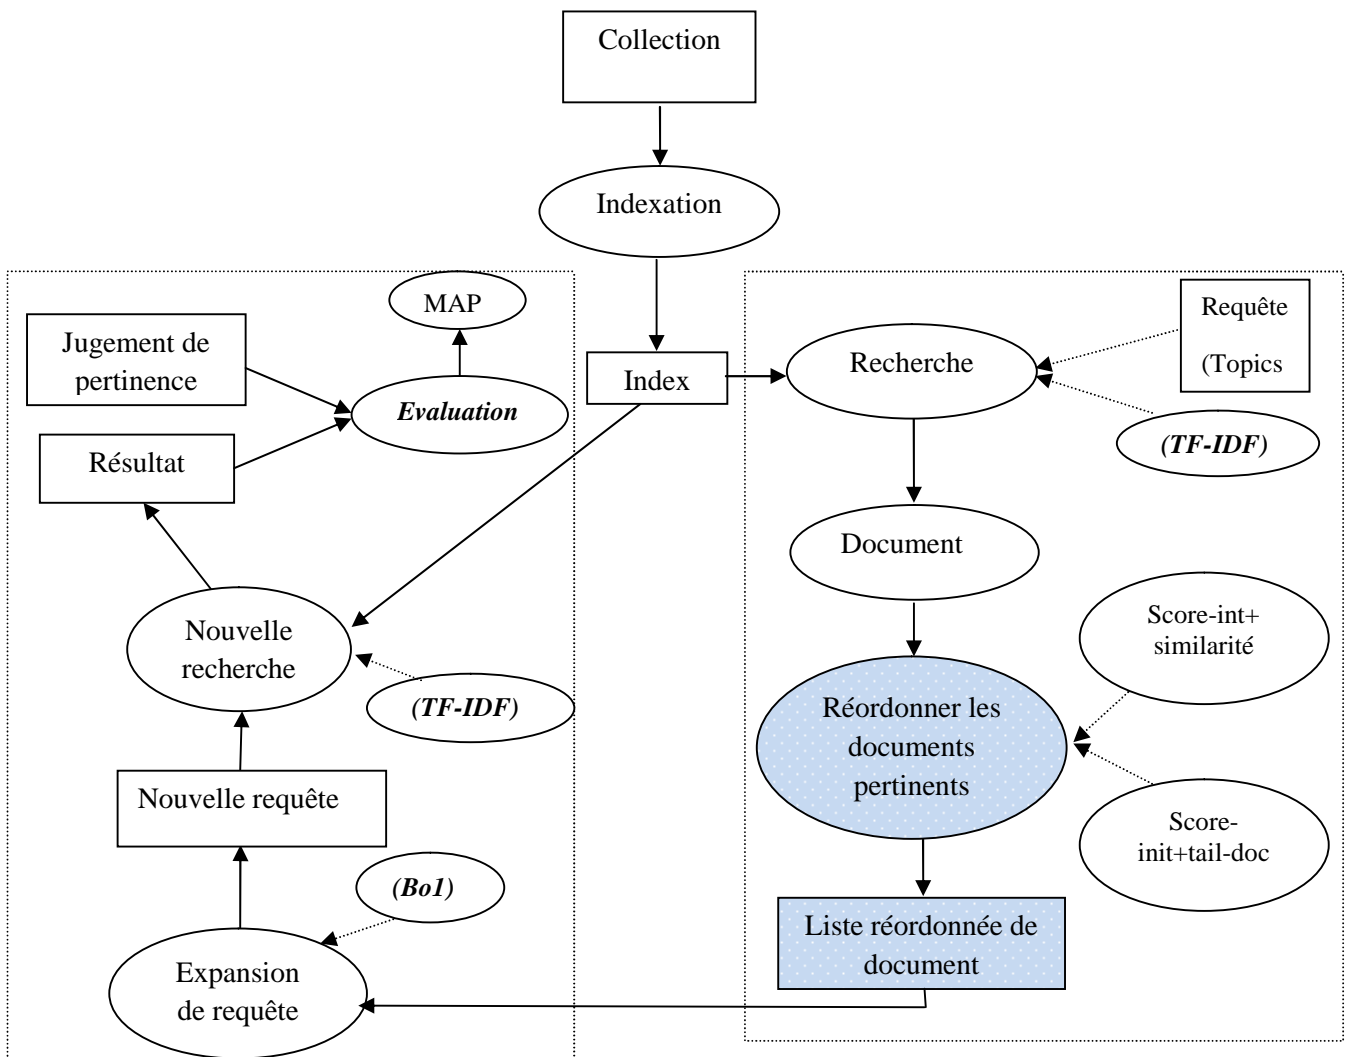 Collection
Indexation
MAP
Jugement de
pertinence
Evaluation
Résultat
Index
Recherche
Requête
(Topics
(TF-IDF)
Document
Nouvelle
recherche
(TF-IDF)
Score-int+
similarité
Réordonner les
documents
pertinents
Nouvelle requête
Score-
init+tail-doc
(Bo1)
Liste réordonnée de
document
Expansion
de requête